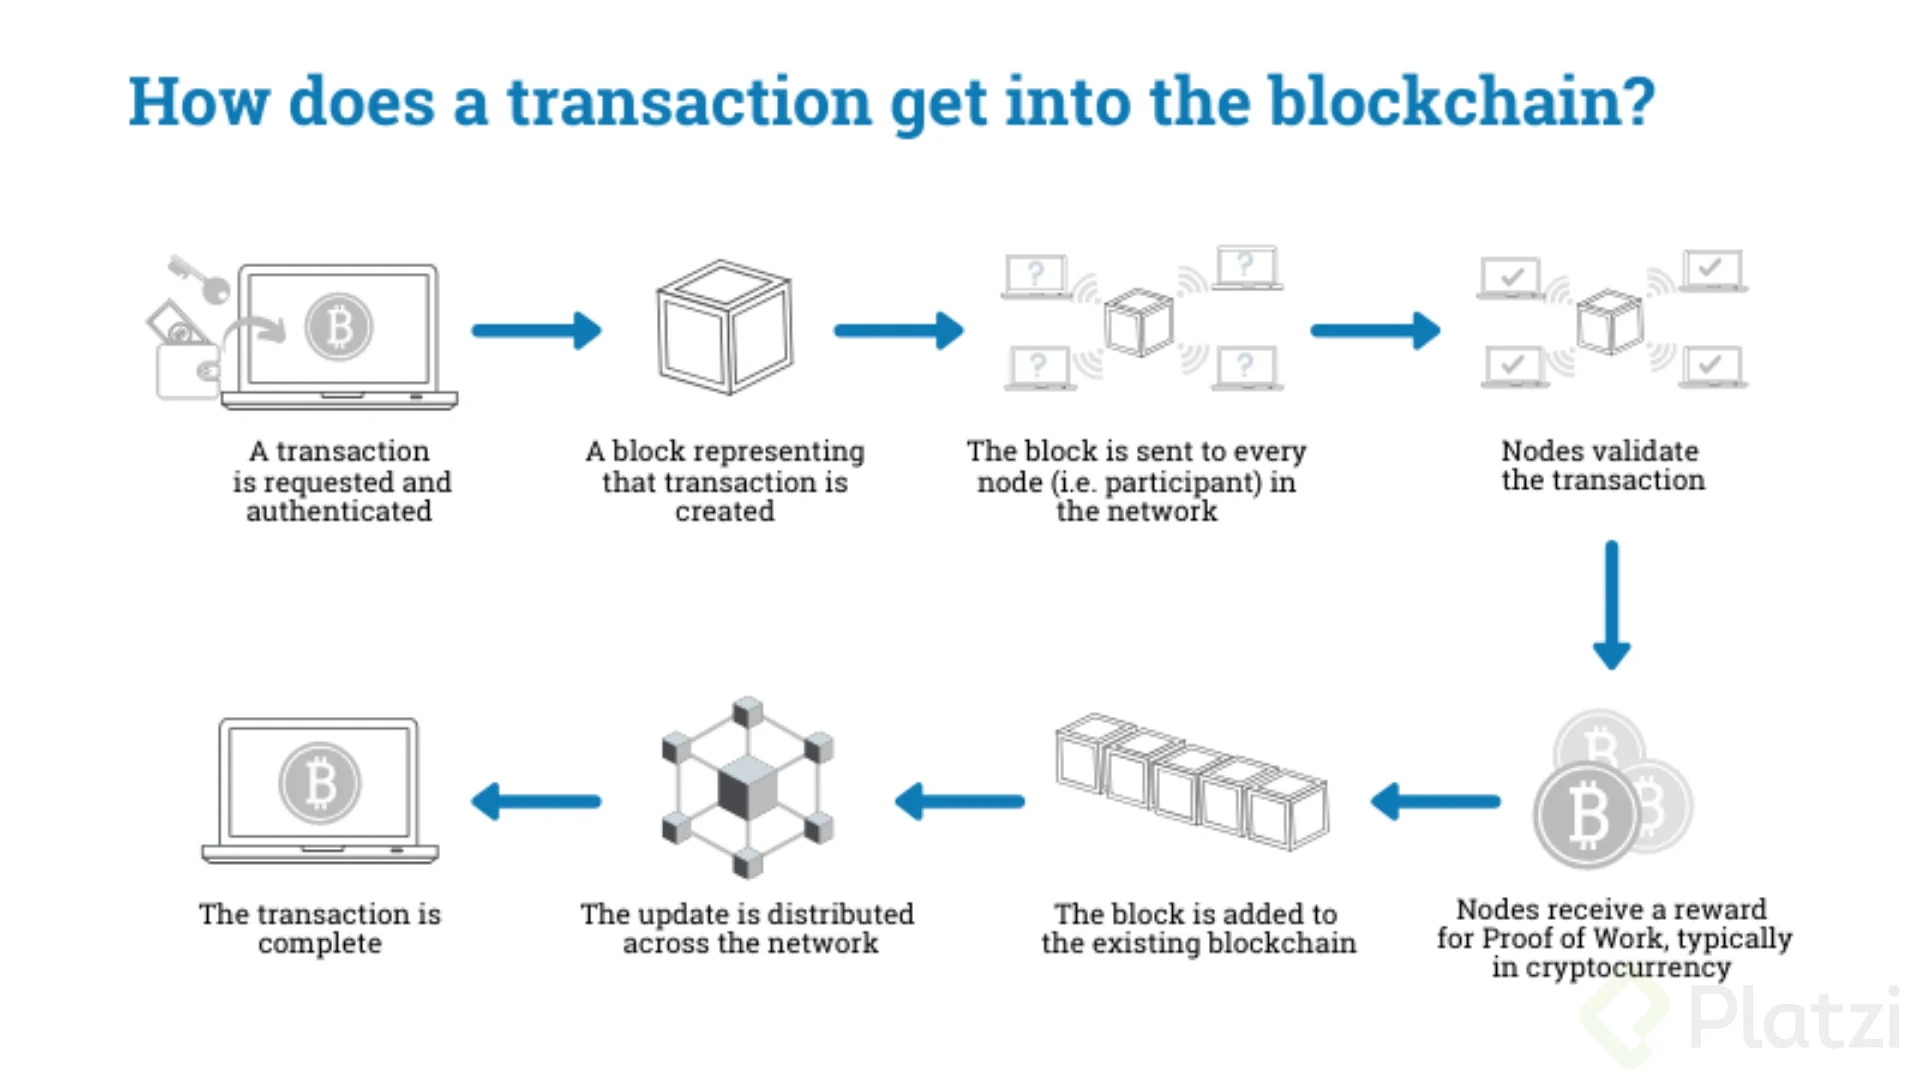 How does a transaction get into the blockchain?
A transaction
is requested and
authenticated
A block representing
that transaction is
created
The block is sent to every
node (i.e. participant) in
the network
Nodes validate
the transaction
Nodes receive a reward
for Proof of Work, typically
in cryptocurrency
The block is added to
the existing blockchain
The update is distributed
across the network
The transaction is
complete
Platzi